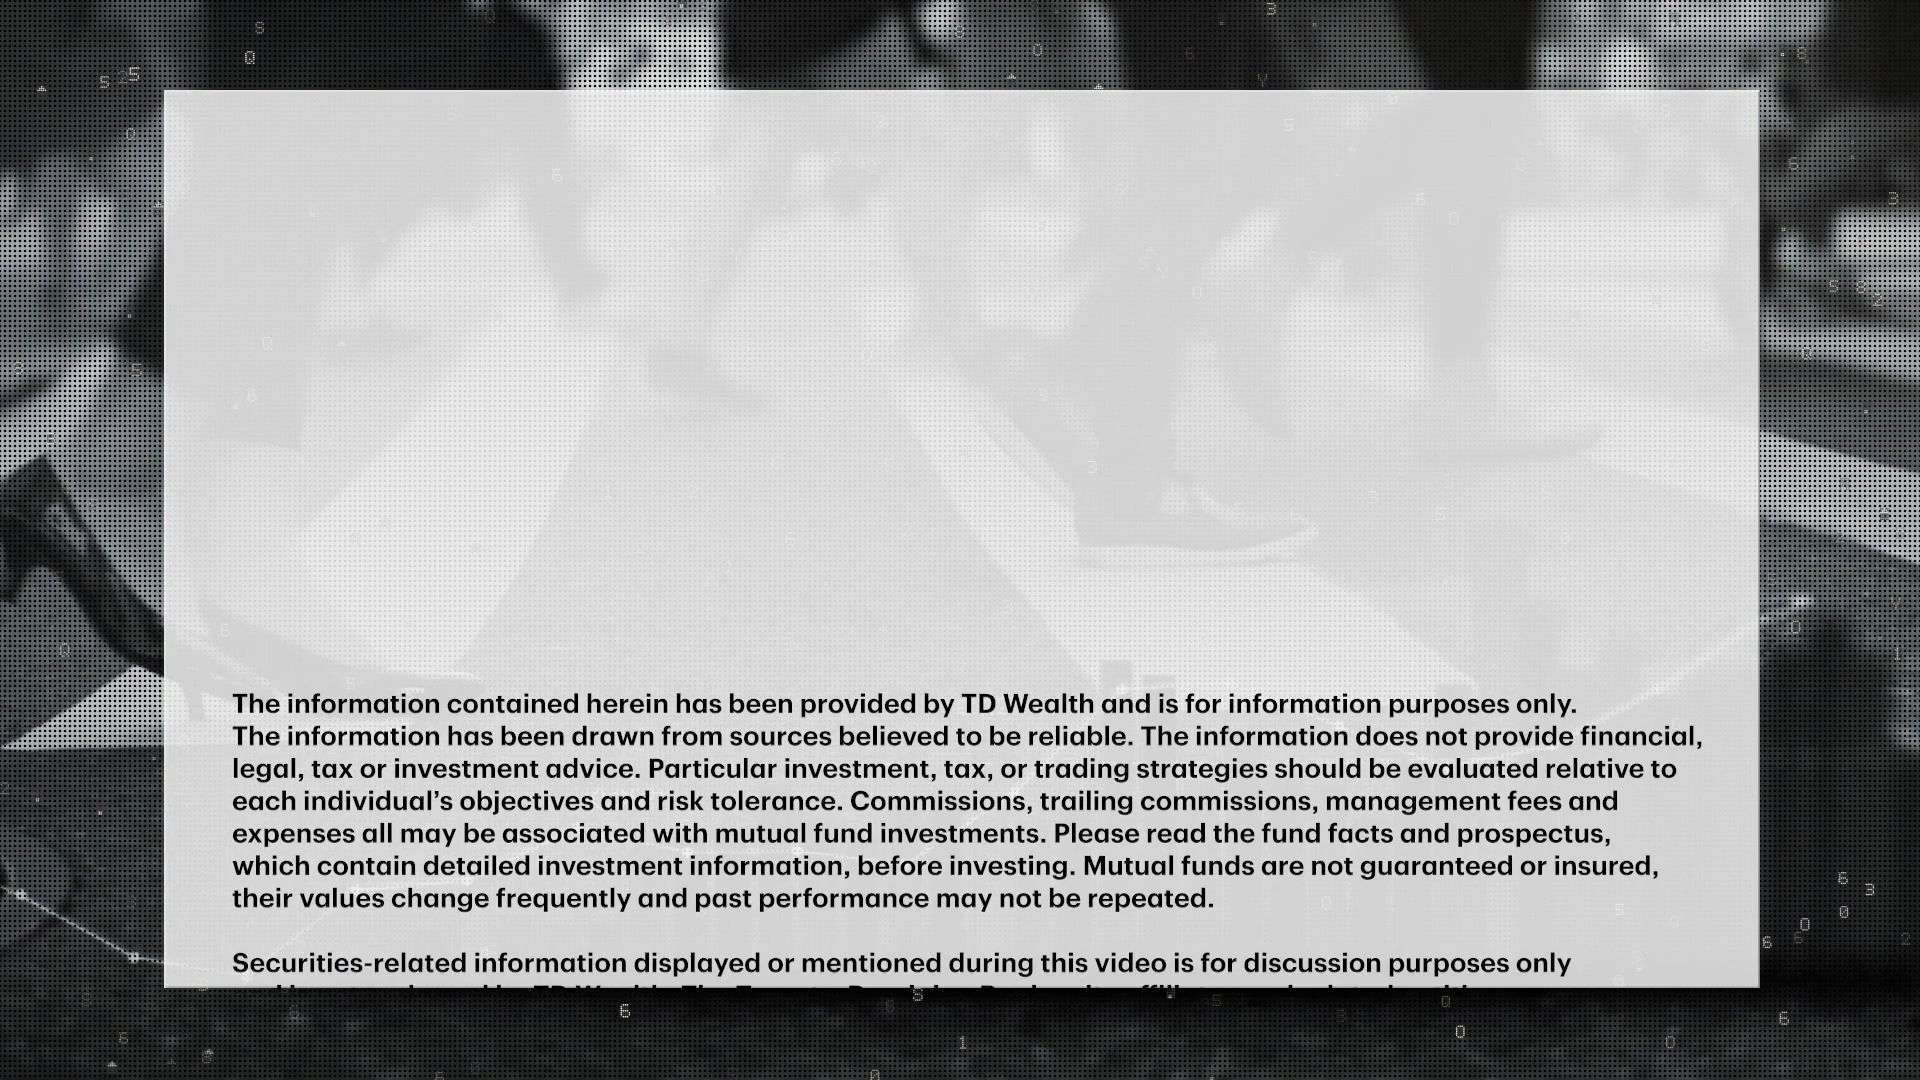 The information contained herein has been provided by TD Wealth and is for information purposes only.
The information has been drawn from sources believed to be reliable. The information does not provide financial,
legal, tax or investment advice. Particular investment, tax, or trading strategies should be evaluated relative to
each individual’s objectives and risk tolerance. Commissions, trailing commissions, management fees and
expenses all may be associated with mutual fund investments. Please read the fund facts and prospectus,
which contain detailed investment information, before investing. Mutual funds are not guaranteed or insured,
their values change frequently and past performance may not be repeated.
Securities-related information displayed or mentioned during this video is for discussion purposes only